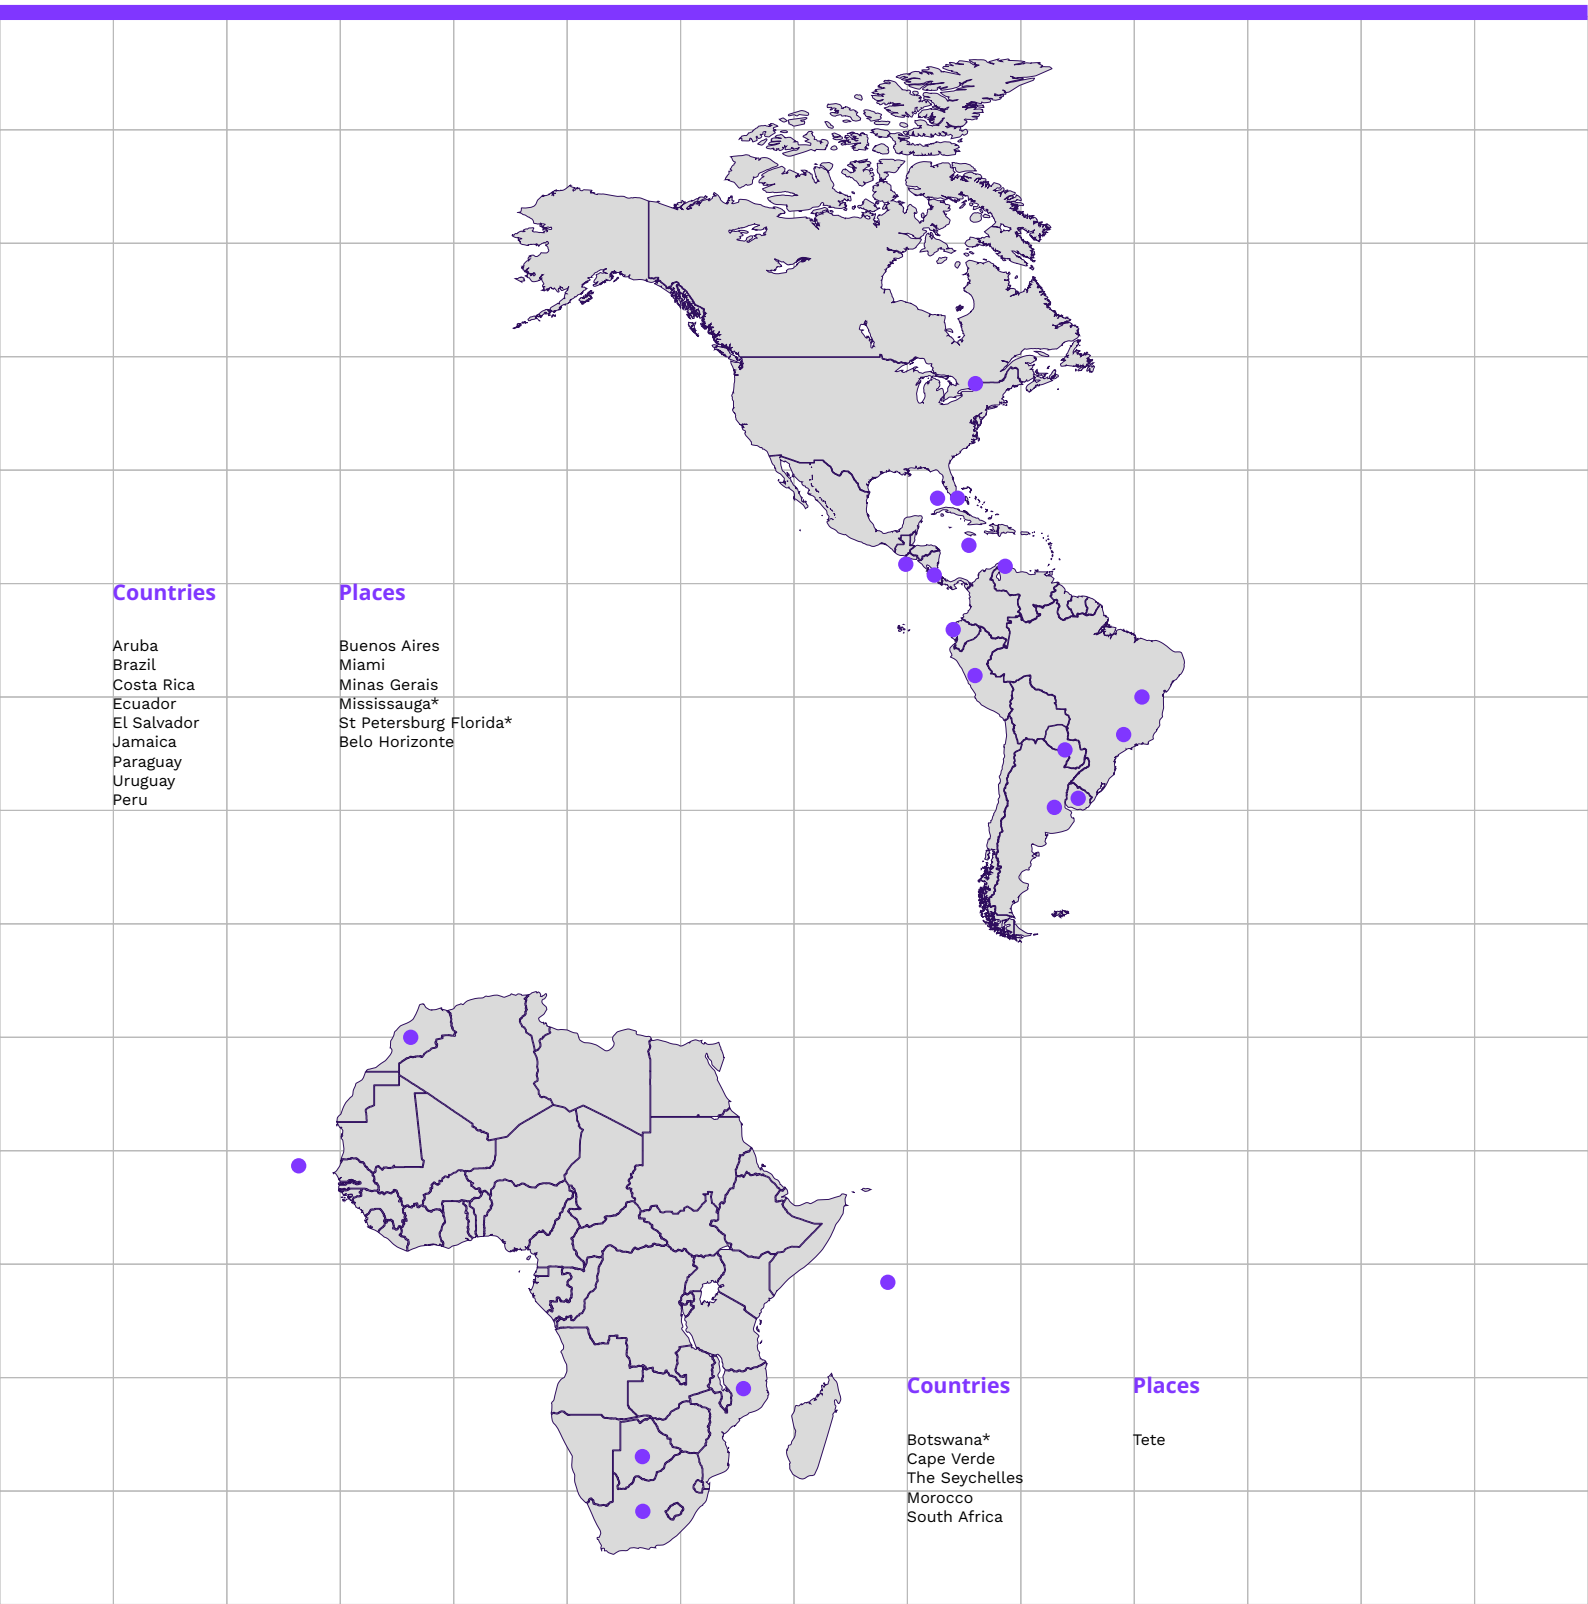 Countries
Aruba
Brazil
Costa Rica
Ecuador
El Salvador
Jamaica
Paraguay
Uruguay
Peru
Places
Buenos Aires
Miami
Minas Gerais
Mississauga*
St Petersburg Florida*
Belo Horizonte
Countries
Botswana*
Cape Verde
The Seychelles
Morocco
South Africa
Places
Tete